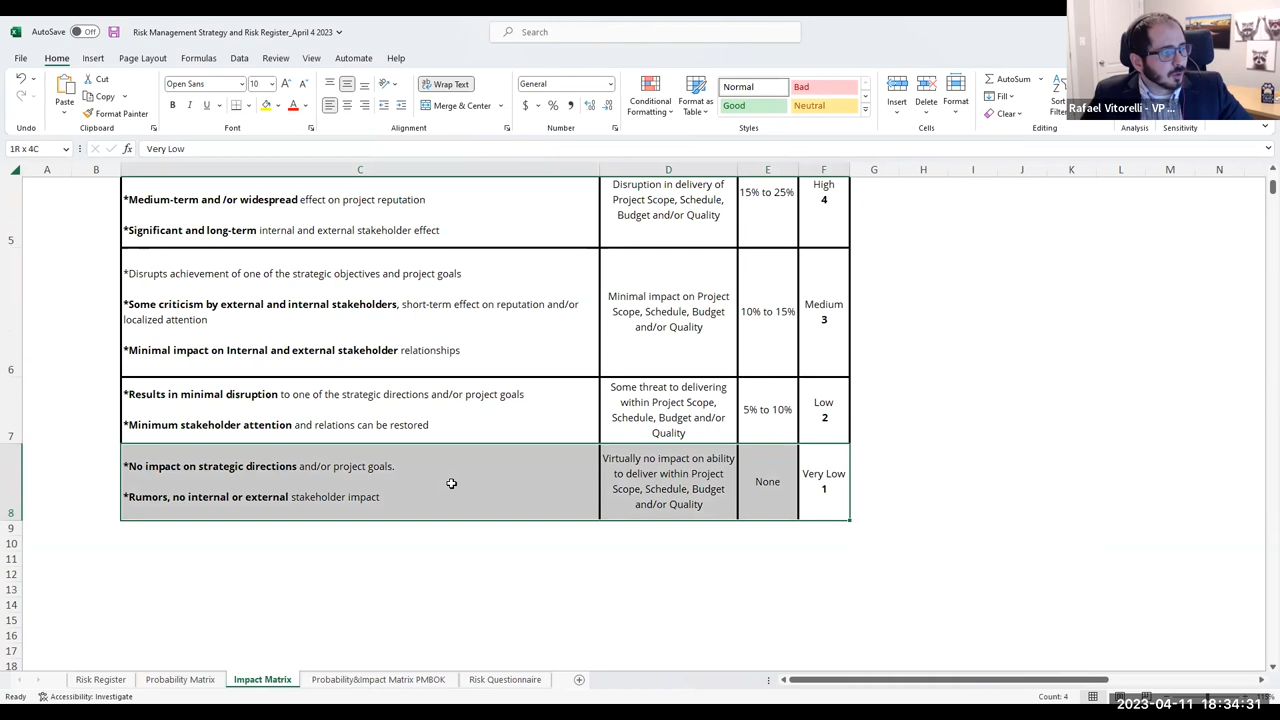 AutoSave Off Risk Management Strategy and Risk Register_April 4 2023 Search
File Home Insert Page Layout Formulas Data Review View Automate Help
Paste Cut Copy Format Painter
Open Sans 10 A A Wrap Text General
B I U A Merge & Center $ % ,
Conditional Formatting Format as Table Normal Bad Good Neutral
Insert Delete Format AutoSum Fill Clear Sort
Undo Clipboard Font Alignment Number Styles Cells Editing Analysis Sensitivity
Rafael Vitorelli - VP ...
1R x 4C fx Very Low
A B C D E F G H I J K L M N
*Medium-term and /or widespread effect on project reputation
*Significant and long-term internal and external stakeholder effect
Disruption in delivery of
Project Scope, Schedule,
Budget and/or Quality
15% to 25%
High
4
5
*Disrupts achievement of one of the strategic objectives and project goals
*Some criticism by external and internal stakeholders, short-term effect on reputation and/or
localized attention
*Minimal impact on Internal and external stakeholder relationships
Minimal impact on Project
Scope, Schedule, Budget
and/or Quality
10% to 15%
Medium
3
6
*Results in minimal disruption to one of the strategic directions and/or project goals
*Minimum stakeholder attention and relations can be restored
Some threat to delivering
within Project Scope,
Schedule, Budget and/or
Quality
5% to 10%
Low
2
7
*No impact on strategic directions and/or project goals.
*Rumors, no internal or external stakeholder impact
Virtually no impact on ability
to deliver within Project
Scope, Schedule, Budget
and/or Quality
None
Very Low
1
8
9
10
11
12
13
14
15
16
17
18
Risk Register Probability Matrix Impact Matrix Probability&Impact Matrix PMBOK Risk Questionnaire
Ready Accessibility: Investigate Count: 4
2023-04-11 18:34:31